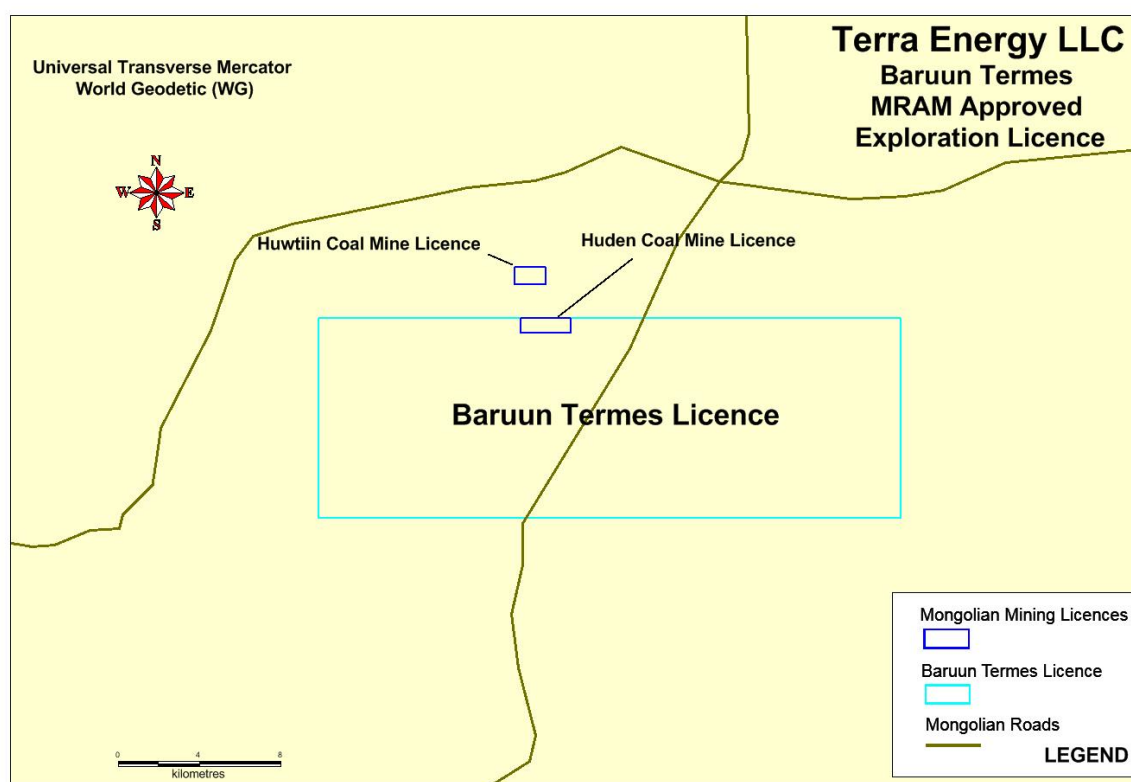 Terra Energy LLC
Baruun Termes
MRAM Approved
Exploration Licence
Universal Transverse Mercator
World Geodetic (WG)
N
W E
S
Huwtiin Coal Mine Licence
Huden Coal Mine Licence
Baruun Termes Licence
Mongolian Mining Licences
Baruun Termes Licence
Mongolian Roads
LEGEND
0 4 8
kilometres